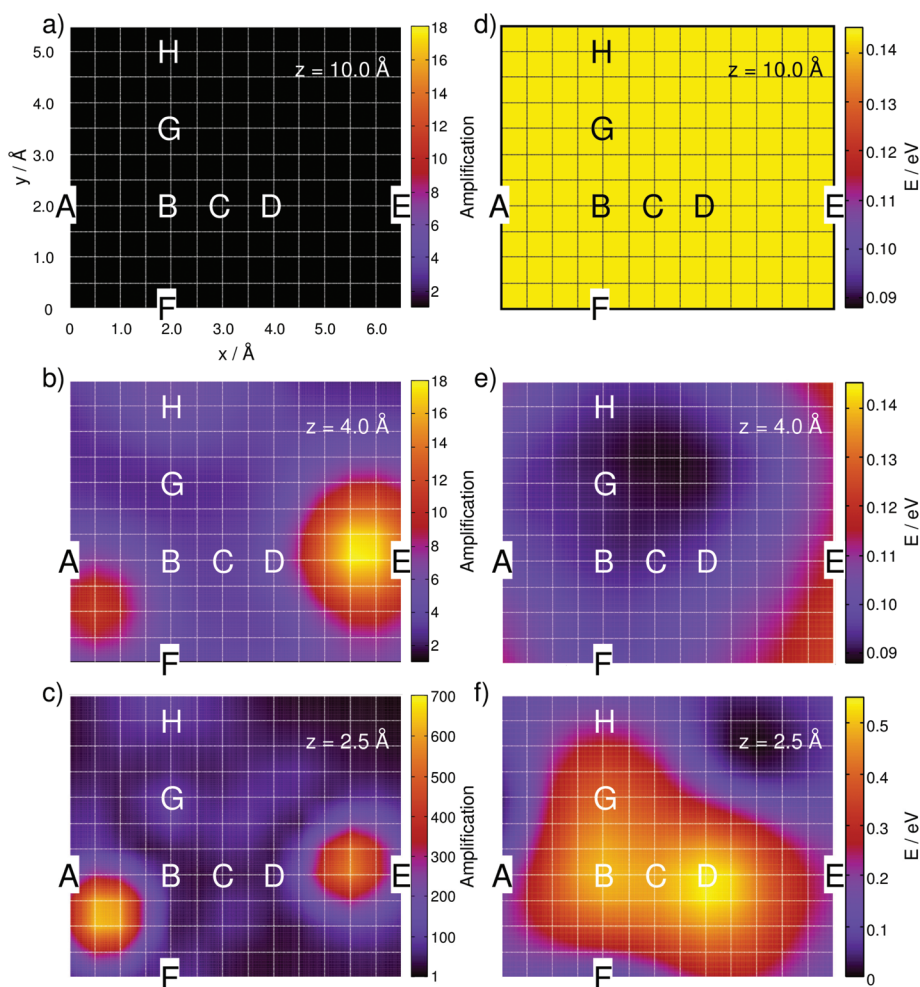 a)
18
16
14
12
10
8
6
4
2
Amplification
z = 10.0 Å
H
G
A B C D E
F
5.0
4.0
3.0
2.0
1.0
0
y / Å
0 1.0 2.0 3.0 4.0 5.0 6.0
x / Å
d)
0.14
0.13
0.12
0.11
0.10
0.09
E / eV
z = 10.0 Å
H
G
A B C D E
F
b)
18
16
14
12
10
8
6
4
2
Amplification
H
z = 4.0 Å
G
A B C D E
F
e)
0.14
0.13
0.12
0.11
0.10
0.09
E / eV
H
z = 4.0 Å
G
A B C D E
F
c)
700
600
500
400
300
200
100
1
Amplification
H
z = 2.5 Å
G
A B C D E
F
f)
0.5
0.4
0.3
0.2
0.1
0
E / eV
H
z = 2.5 Å
G
A B C D E
F